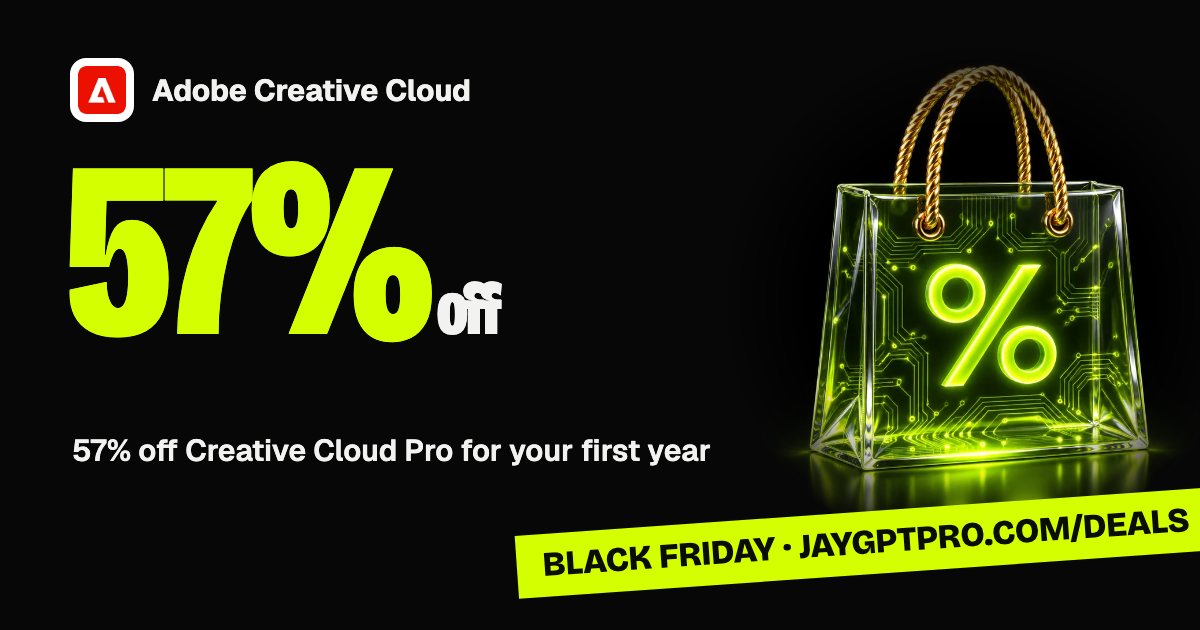 Adobe Creative Cloud
57% off
57% off Creative Cloud Pro for your first year
%
BLACK FRIDAY · JAYGPTPRO.COM/DEALS